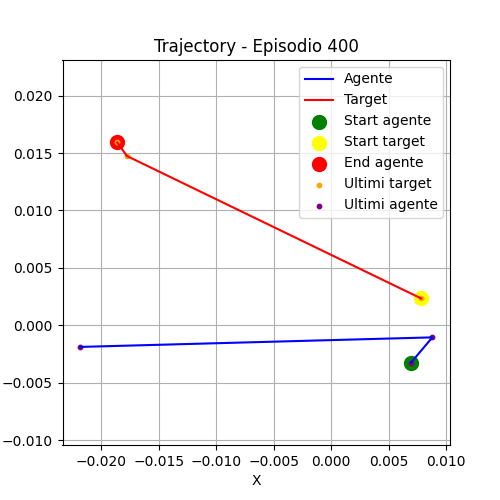 Trajectory - Episodio 400
Agente
Target
Start agente
Start target
End agente
Ultimi target
Ultimi agente
0.020
0.015
0.010
0.005
0.000
−0.005
−0.010
−0.020 −0.015 −0.010 −0.005 0.000 0.005 0.010
X